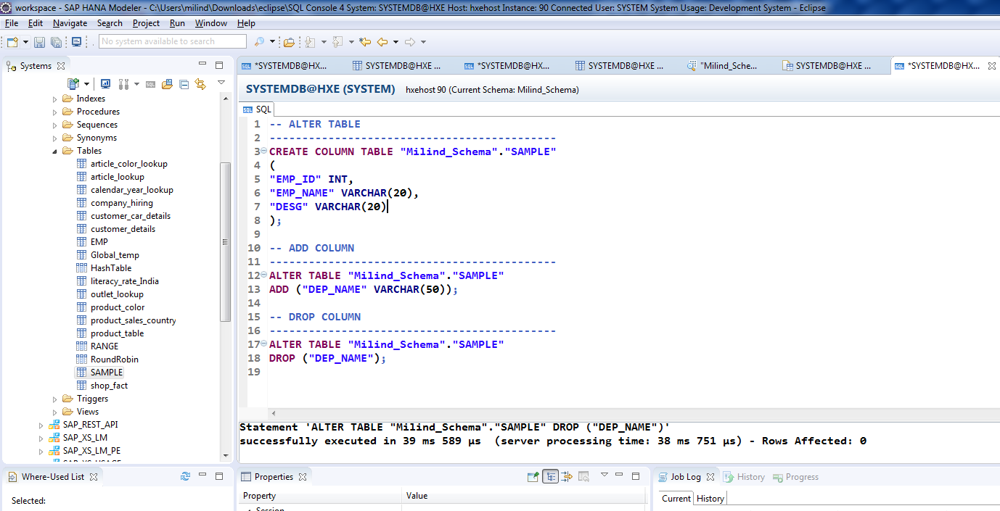 workspace - SAP HANA Modeler - C:\Users\milind\Downloads\eclipse\SQL Console 4 System: SYSTEMDB@HXE Host: hxehost Instance: 90 Connected User: SYSTEM System Usage: Development System - Eclipse
File Edit Navigate Search Project Run Window Help
No system available to search
Systems
*SYSTEMDB@HX... SYSTEMDB@HXE ... *SYSTEMDB@HX... SYSTEMDB@HXE ... "Milind_Sche... SYSTEMDB@HXE ... *SYSTEMDB@HX...
SYSTEMDB@HXE (SYSTEM) hxehost 90 (Current Schema: Milind_Schema)
SQL
Indexes
Procedures
Sequences
Synonyms
Tables
article_color_lookup
article_lookup
calendar_year_lookup
company_hiring
customer_car_details
customer_details
EMP
Global_temp
HashTable
literacy_rate_India
outlet_lookup
product_color
product_sales_country
product_table
RANGE
RoundRobin
SAMPLE
shop_fact
Triggers
Views
SAP_REST_API
SAP_XS_LM
SAP_XS_LM_PE
SAP_XS_USAGE
1 -- ALTER TABLE
2 --------------------------------------------
3 CREATE COLUMN TABLE "Milind_Schema"."SAMPLE"
4 (
5 "EMP_ID" INT,
6 "EMP_NAME" VARCHAR(20),
7 "DESG" VARCHAR(20)
8 );
9
10 -- ADD COLUMN
11 --------------------------------------------
12 ALTER TABLE "Milind_Schema"."SAMPLE"
13 ADD ("DEP_NAME" VARCHAR(50));
14
15 -- DROP COLUMN
16 --------------------------------------------
17 ALTER TABLE "Milind_Schema"."SAMPLE"
18 DROP ("DEP_NAME");
19
Statement 'ALTER TABLE "Milind_Schema"."SAMPLE" DROP ("DEP_NAME")'
successfully executed in 39 ms 589 µs (server processing time: 38 ms 751 µs) - Rows Affected: 0
Where-Used List
Selected:
Properties
Property Value
Session
Job Log History Progress
Current History